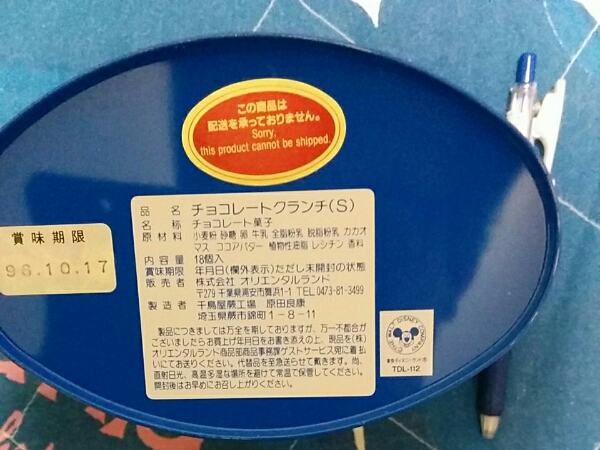 この商品は
配送を承っておりません。
Sorry,
this product cannot be shipped.
賞味期限
96.10.17
品名 チョコレートクランチ(S)
名称 チョコレート菓子
原材料 小麦粉 砂糖 卵 牛乳 全脂粉乳 脱脂粉乳 カカオ
マス ココアバター 植物性油脂 レシチン 香料
内容量 18個入
賞味期限 年月日(欄外表示)ただし未開封の状態
販売者 株式会社 オリエンタルランド
〒279 千葉県浦安市舞浜1-1 TEL.0473-81-3499
製造者 千鳥屋蕨工場 原田良康
埼玉県蕨市錦町1-8-11
製品につきましては万全を期しておりますが、万一不都合が
ございましたらお買上げ年月日をお書き添えの上、現品を(株)
オリエンタルランド商品部商品事務課ゲストサービス宛に着払
いにてお送りください。代替品を至急送らせて戴きます。尚、
直射日光、高温多湿な場所を避けて常温で保管してください。
開封後はお早めにお召し上がりください。
TDL-112